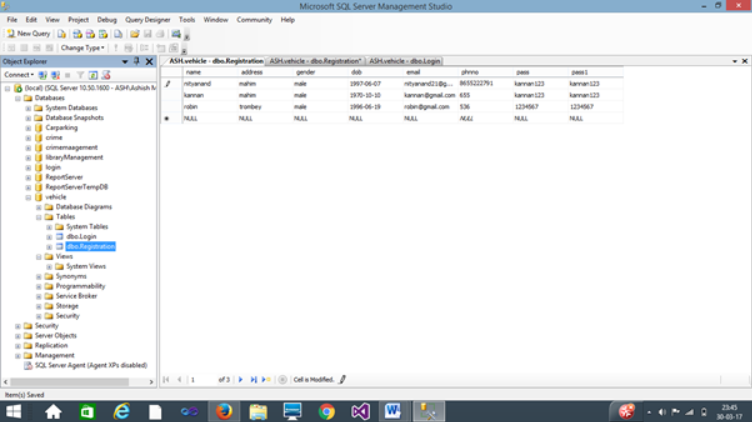 Microsoft SQL Server Management Studio
File Edit View Project Debug Query Designer Tools Window Community Help
New Query
Change Type
Object Explorer
ASH.vehicle - dbo.Registration ASH.vehicle - dbo.Registration* ASH.vehicle - dbo.Login
Connect
name address gender dob email phnno pass pass1
(local) (SQL Server 10.50.1600 - ASH\Ashish M
nityanand mahim male 1997-06-07 nityanand21@g... 8655222791 kannan123 kannan123
Databases
kannan mahim male 1970-10-10 kannan@gmail.com 655 kannan123 kannan123
System Databases
robin trombey male 1996-06-19 robin@gmail.com 536 1234567 1234567
Database Snapshots
NULL NULL NULL NULL NULL NULL NULL NULL
Carparking
crime
crimemaagement
libraryManagement
login
ReportServer
ReportServerTempDB
vehicle
Database Diagrams
Tables
System Tables
dbo.Login
dbo.Registration
Views
System Views
Synonyms
Programmability
Service Broker
Storage
Security
Security
Server Objects
Replication
Management
SQL Server Agent (Agent XPs disabled)
1 of 3 Cell is Modified.
Item(s) Saved
23:45
30-03-17